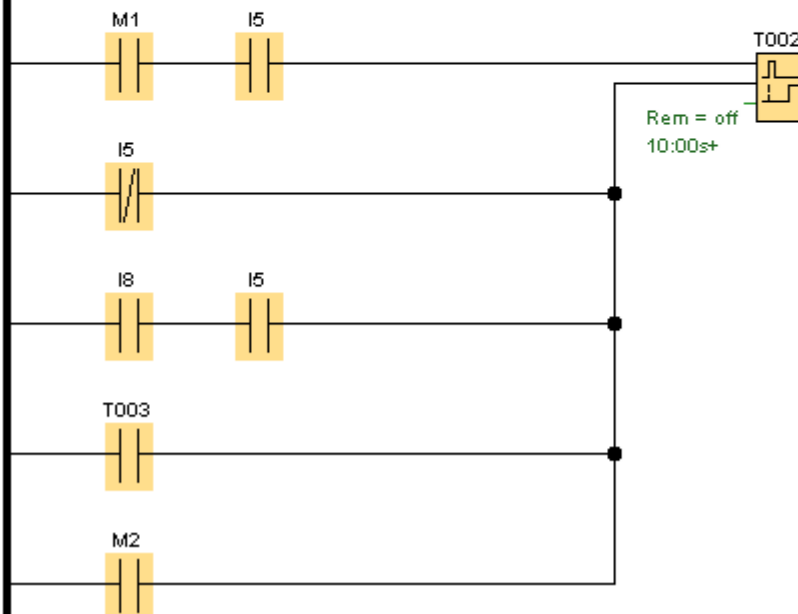 M1 I5
T002
Rem = off
10:00s+
I5
I8 I5
T003
M2